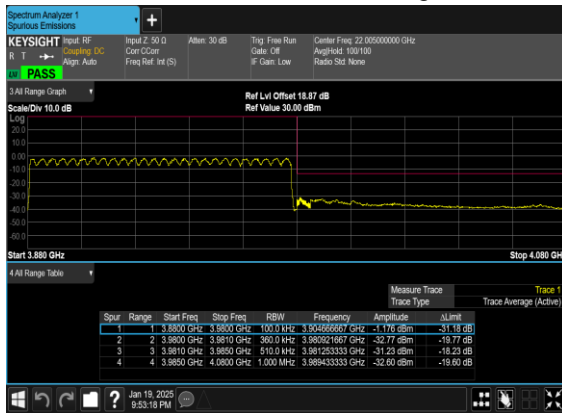 Spectrum Analyzer 1
Spurious Emissions
+
KEYSIGHT Input: RF Input Z: 50 Ω Atten: 30 dB Trig: Free Run Center Freq: 22.005000000 GHz
R T Coupling: DC Corr CCorr Gate: Off Avg|Hold: 100/100
Align: Auto Freq Ref: Int (S) IF Gain: Low Radio Std: None
PASS
3 All Range Graph
Ref Lvl Offset 18.87 dB
Scale/Div 10.0 dB Ref Value 30.00 dBm
Log
20.0
10.0
0.00
-10.0
-20.0
-30.0
-40.0
-50.0
-60.0
Start 3.880 GHz Stop 4.080 GH
4 All Range Table
Measure Trace Trace 1
Trace Type Trace Average (Active)
Spur Range Start Freq Stop Freq RBW Frequency Amplitude ΔLimit
1 1 3.8800 GHz 3.9800 GHz 100.0 kHz 3.904666667 GHz -1.176 dBm -31.18 dB
2 2 3.9800 GHz 3.9810 GHz 360.0 kHz 3.980921667 GHz -32.77 dBm -19.77 dB
3 3 3.9810 GHz 3.9850 GHz 510.0 kHz 3.981253333 GHz -31.23 dBm -18.23 dB
4 4 3.9850 GHz 4.0800 GHz 1.000 MHz 3.989433333 GHz -32.60 dBm -19.60 dB
? Jan 19, 2025
9:53:18 PM